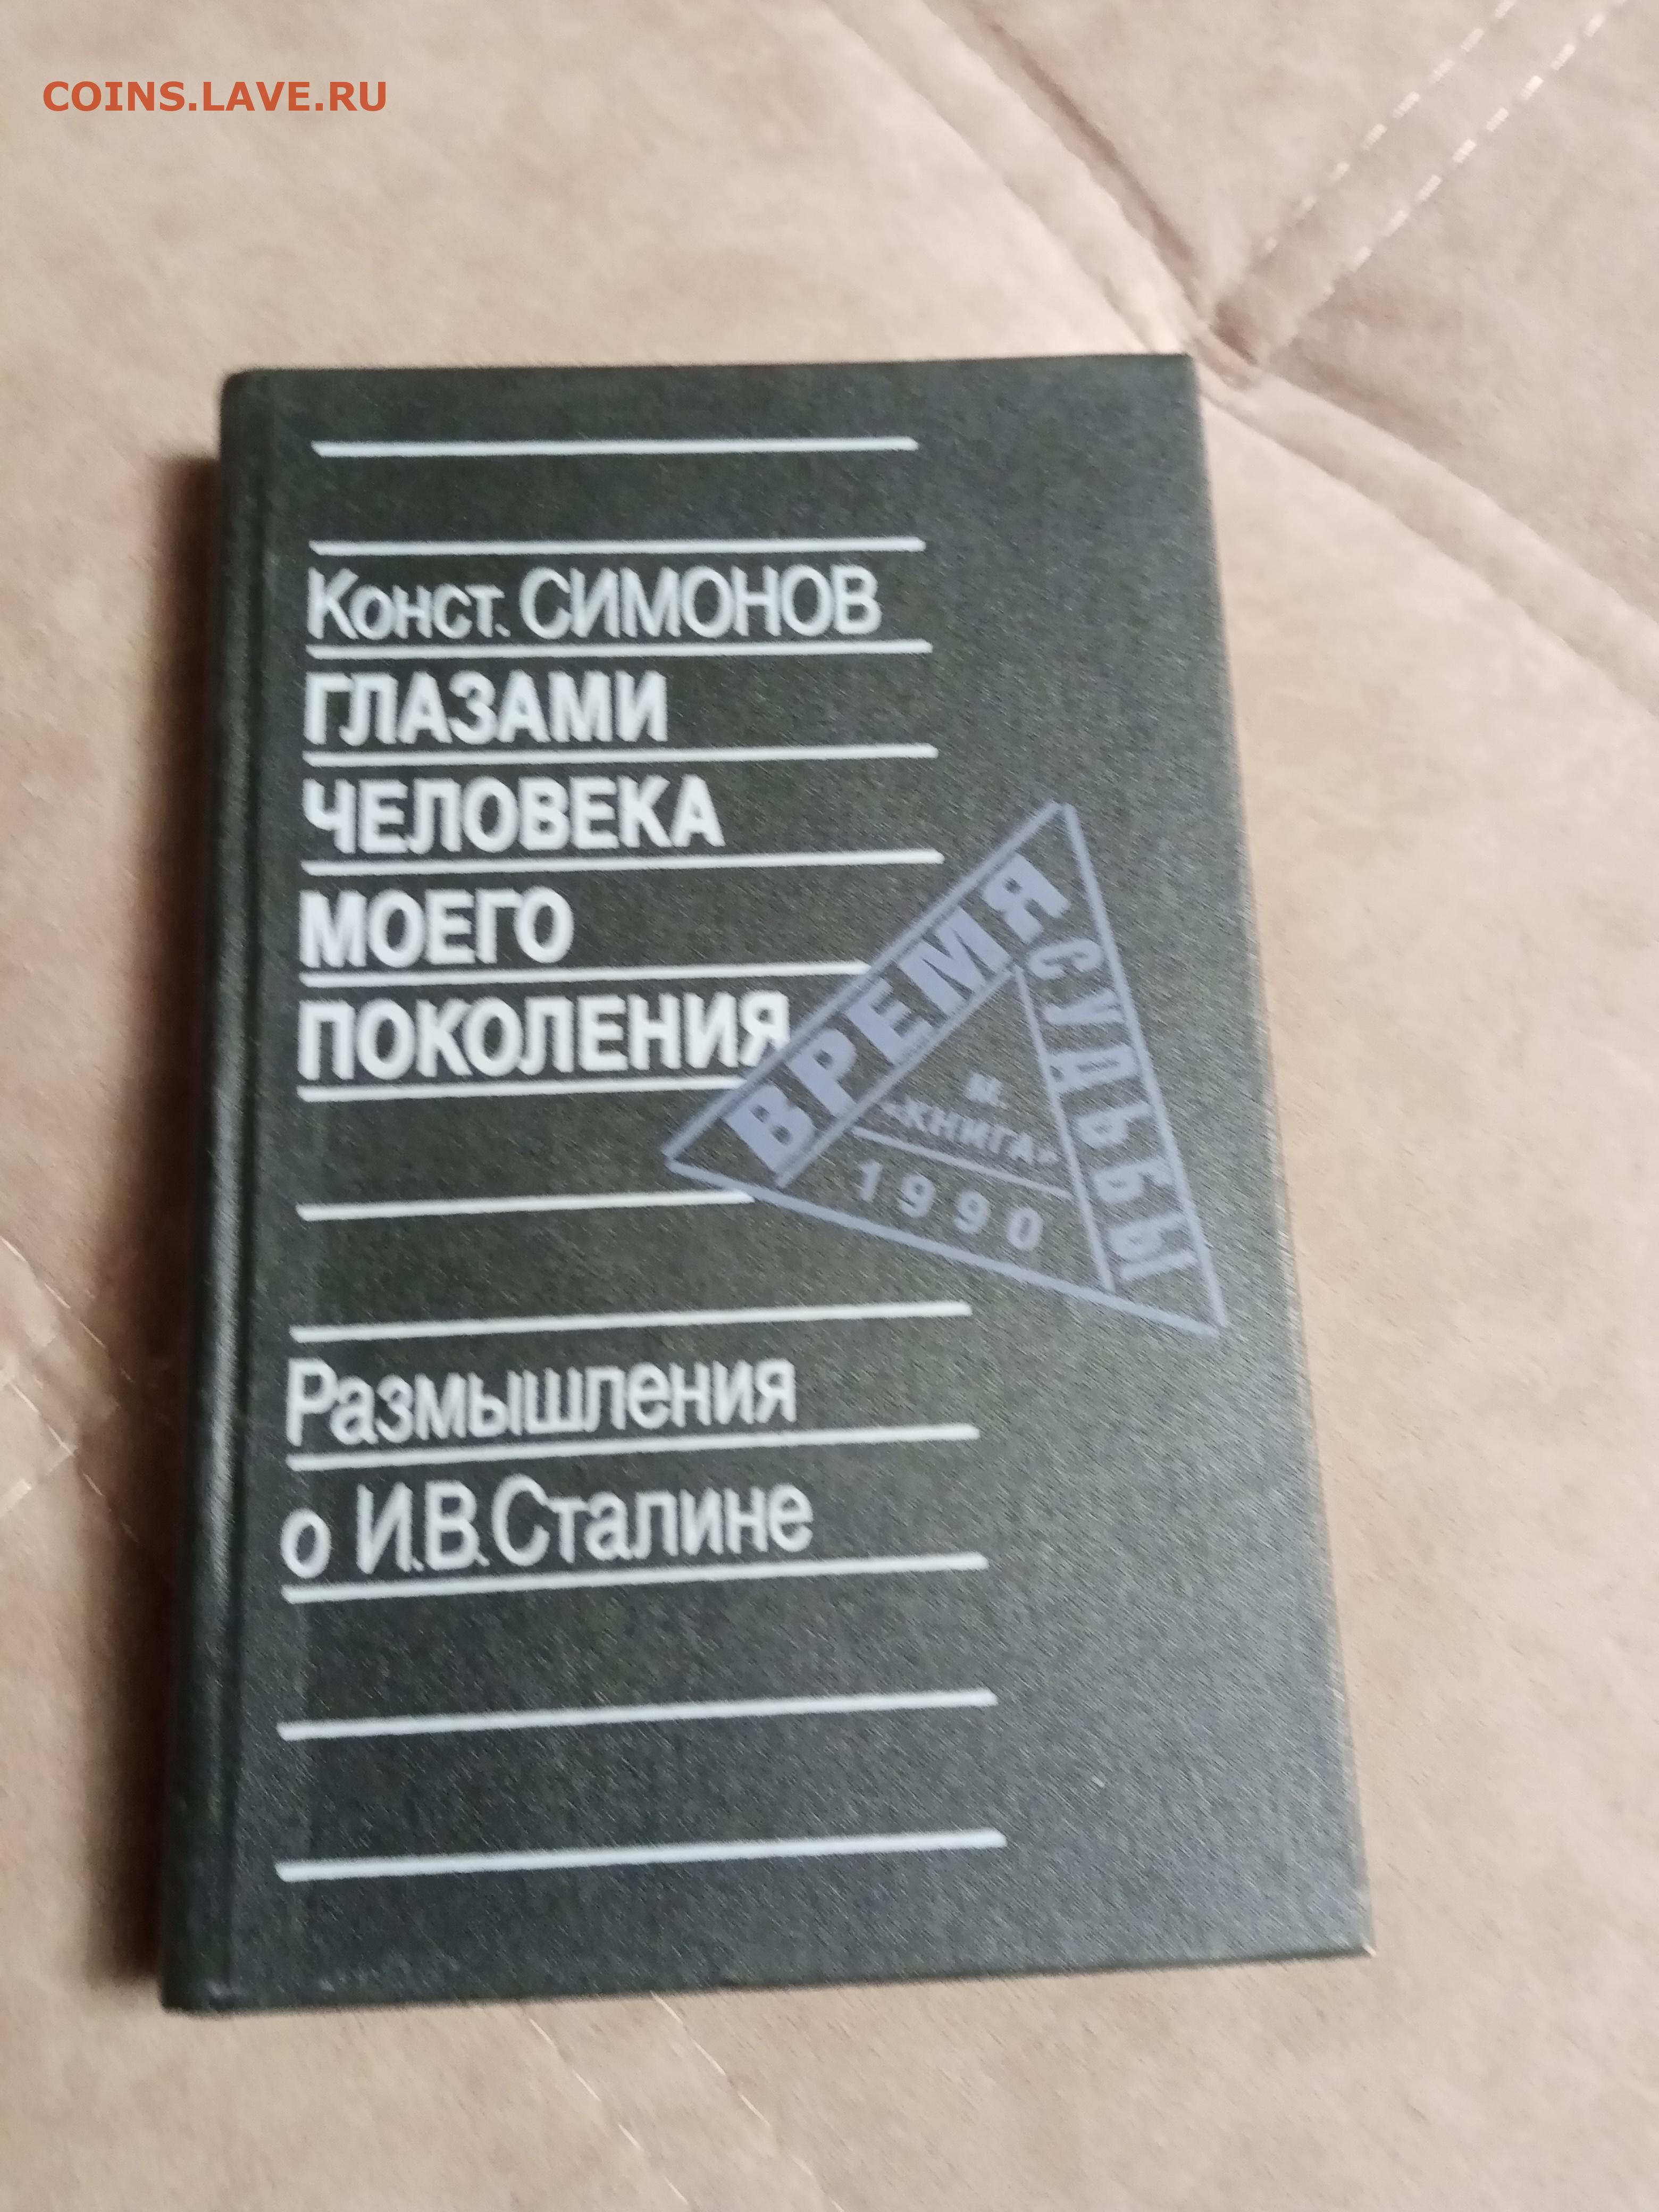 COINS.LAVE.RU
Конст. СИМОНОВ
ГЛАЗАМИ
ЧЕЛОВЕКА
МОЕГО
ПОКОЛЕНИЯ
ВРЕМЯ
СУДЬБЫ
М.
«КНИГА»
1990
Размышления
о И.В.Сталине